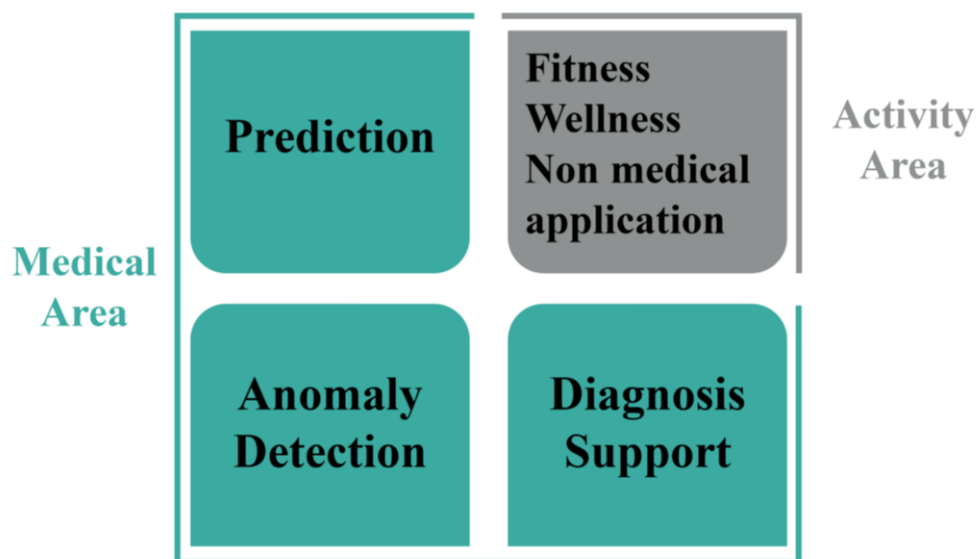 Prediction
Fitness
Wellness
Non medical
application
Activity
Area
Medical
Area
Anomaly
Detection
Diagnosis
Support